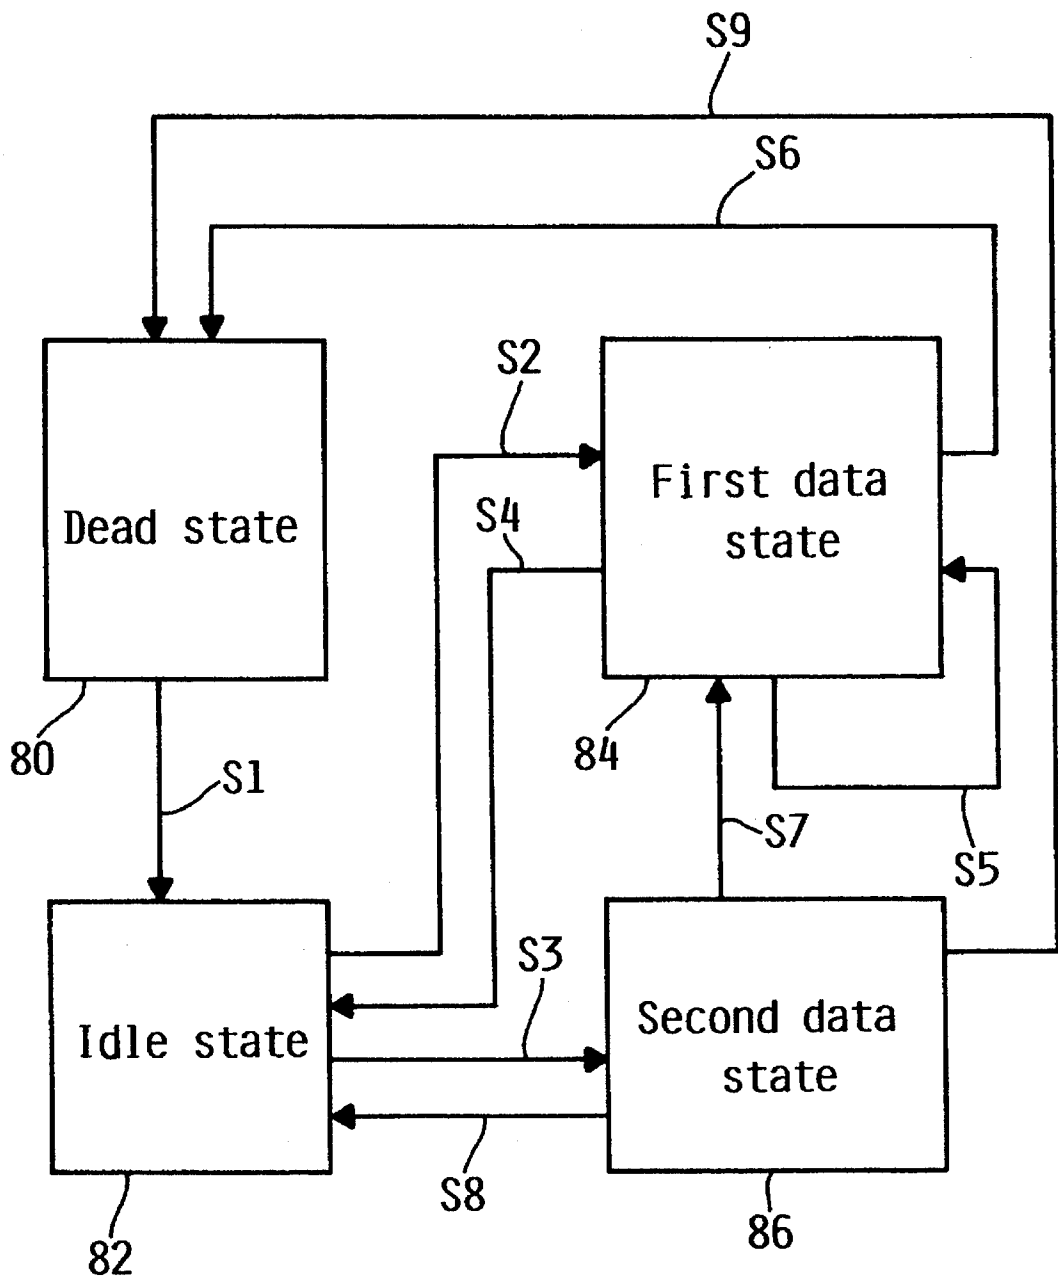 S9
S6
S2
First data
state
S4
Dead state
80
84
S1
S7
S5
S3
Idle state
Second data
state
S8
82
86